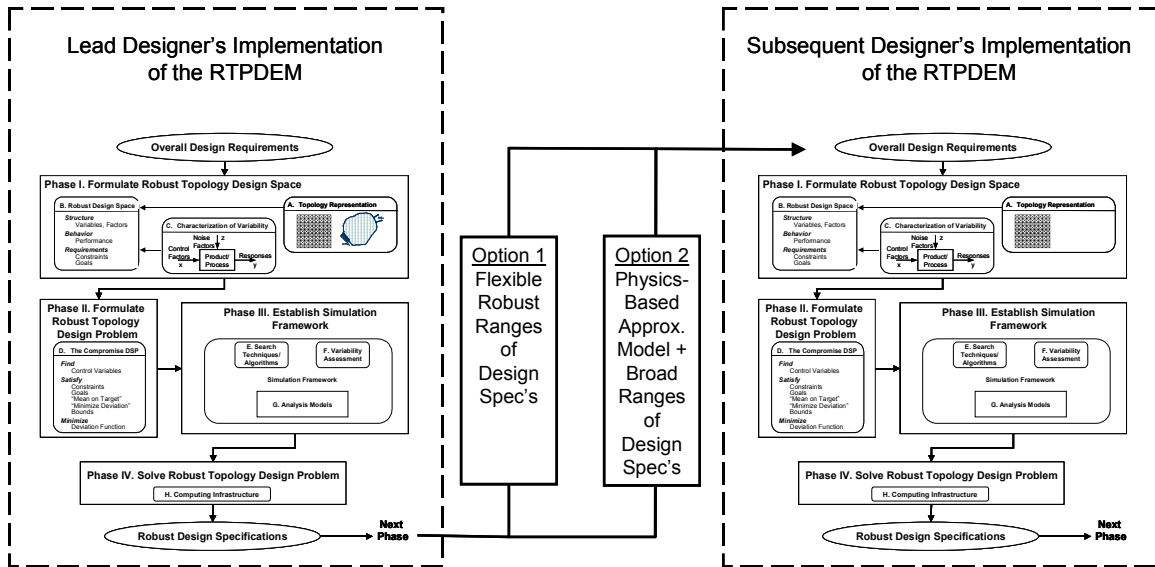 Lead Designer's Implementation
of the RTPDEM
Overall Design Requirements
Phase I. Formulate Robust Topology Design Space
B. Robust Design Space
Structure
Variables, Factors
Behavior
Performance
Requirements
Constraints
Goals
A. Topology Representation
C. Characterization of Variability
Noise
Factors
z
Control
Factors
x
Product/
Process
Responses
y
Phase II. Formulate
Robust Topology
Design Problem
D. The Compromise DSP
Find
Control Variables
Satisfy
Constraints
Goals
"Mean on Target"
"Minimize Deviation"
Bounds
Minimize
Deviation Function
Phase III. Establish Simulation
Framework
E. Search
Techniques/
Algorithms
F. Variability
Assessment
Simulation Framework
G. Analysis Models
Phase IV. Solve Robust Topology Design Problem
H. Computing Infrastructure
Robust Design Specifications
Next
Phase
Option 1
Flexible
Robust
Ranges
of
Design
Spec's
Option 2
Physics-
Based
Approx.
Model +
Broad
Ranges
of
Design
Spec's
Subsequent Designer's Implementation
of the RTPDEM
Overall Design Requirements
Phase I. Formulate Robust Topology Design Space
B. Robust Design Space
Structure
Variables, Factors
Behavior
Performance
Requirements
Constraints
Goals
A. Topology Representation
C. Characterization of Variability
Noise
Factors
z
Control
Factors
x
Product/
Process
Responses
y
Phase II. Formulate
Robust Topology
Design Problem
D. The Compromise DSP
Find
Control Variables
Satisfy
Constraints
Goals
"Mean on Target"
"Minimize Deviation"
Bounds
Minimize
Deviation Function
Phase III. Establish Simulation
Framework
E. Search
Techniques/
Algorithms
F. Variability
Assessment
Simulation Framework
G. Analysis Models
Phase IV. Solve Robust Topology Design Problem
H. Computing Infrastructure
Robust Design Specifications
Next
Phase